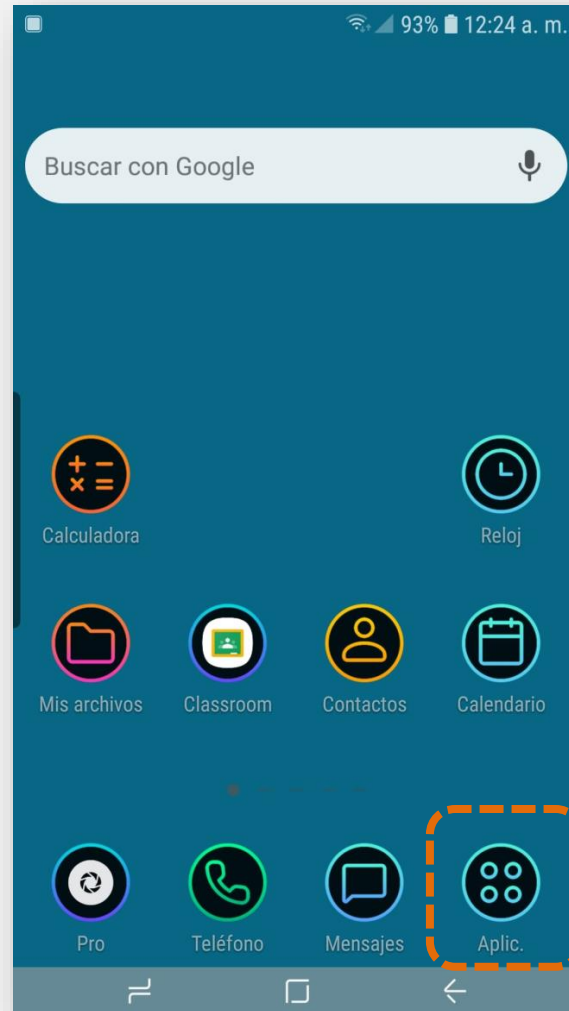 93% 12:24 a. m.
Buscar con Google
Calculadora
Reloj
Mis archivos
Classroom
Contactos
Calendario
Pro
Teléfono
Mensajes
Aplic.